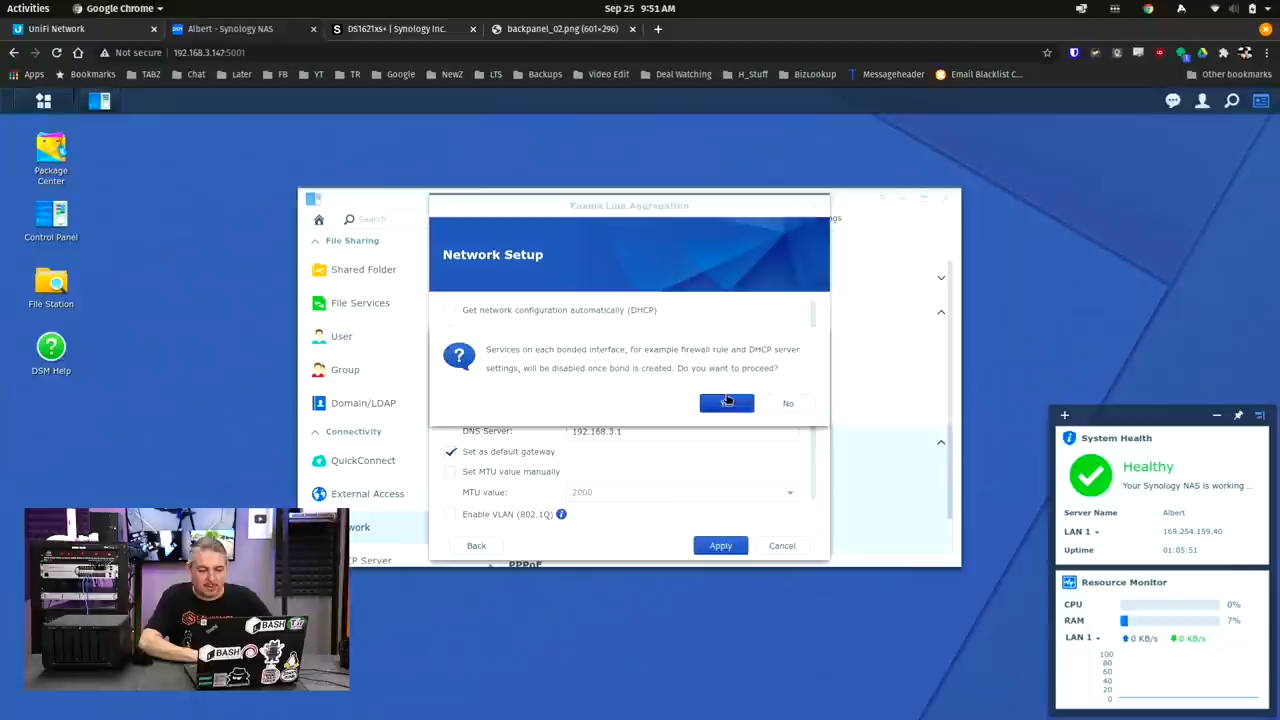 Activities
Google Chrome
Sep 25 9:51 AM
UniFi Network
Albert - Synology NAS
DS1621xs+ | Synology Inc.
backpanel_02.png (601×296)
Not secure
192.168.3.147:5001
Apps
Bookmarks
TABZ
Chat
Later
FB
YT
TR
Google
New2
LTS
Backups
Video Edit
Deal Watching
H_Stuff
BizLookup
Messageheader
Email Blacklist C...
Other bookmarks
Package
Center
Control Panel
File Station
DSM Help
Search
File Sharing
Shared Folder
File Services
User
Group
Domain/LDAP
Connectivity
QuickConnect
External Access
Enable Link Aggregation
Network Setup
Get network configuration automatically (DHCP)
Services on each bonded interface, for example firewall rule and DHCP server
settings, will be disabled once bond is created. Do you want to proceed?
No
DNS Server:
192.168.3.1
Set as default gateway
Set MTU value manually
MTU value:
2000
Enable VLAN (802.1Q)
Back
Apply
Cancel
PPPoE
System Health
Healthy
Your Synology NAS is working ...
Server Name
Albert
LAN 1
169.254.159.40
Uptime
01:05:51
Resource Monitor
CPU
0%
RAM
7%
LAN 1
0 KB/s
0 KB/s
100
80
60
40
20
0
BASH
BASH